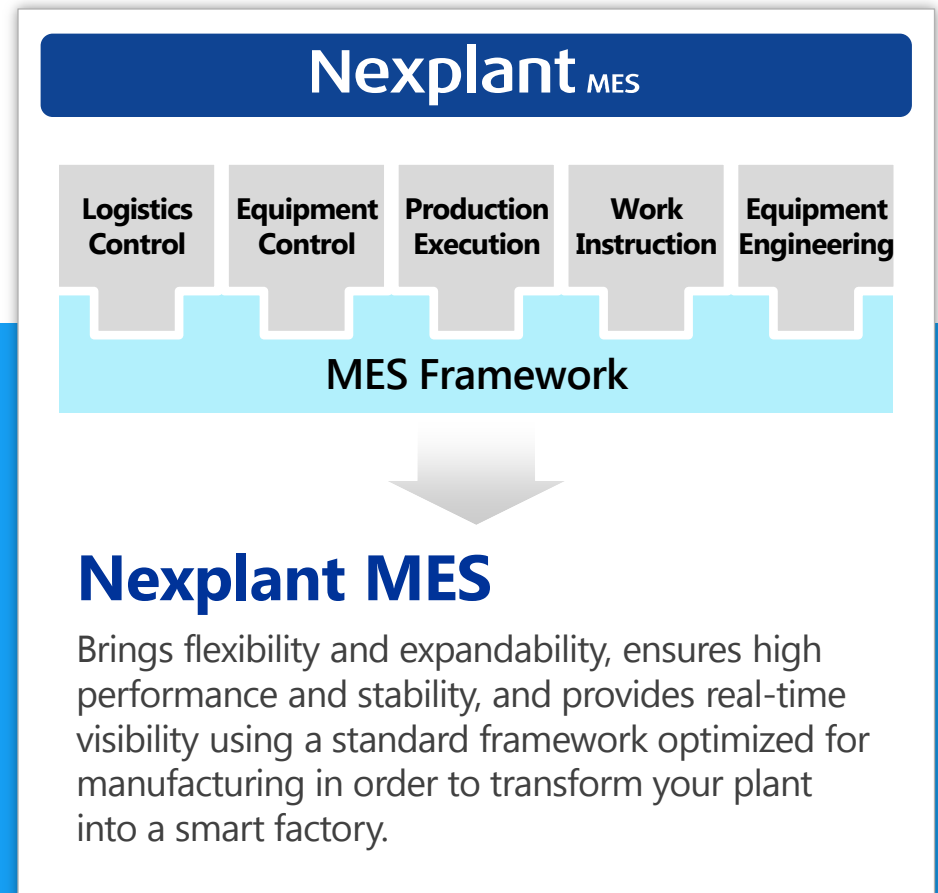 Nexplant MES
Logistics Control
Equipment Control
Production Execution
Work Instruction
Equipment Engineering
MES Framework
Nexplant MES
Brings flexibility and expandability, ensures high
performance and stability, and provides real-time
visibility using a standard framework optimized for
manufacturing in order to transform your plant
into a smart factory.